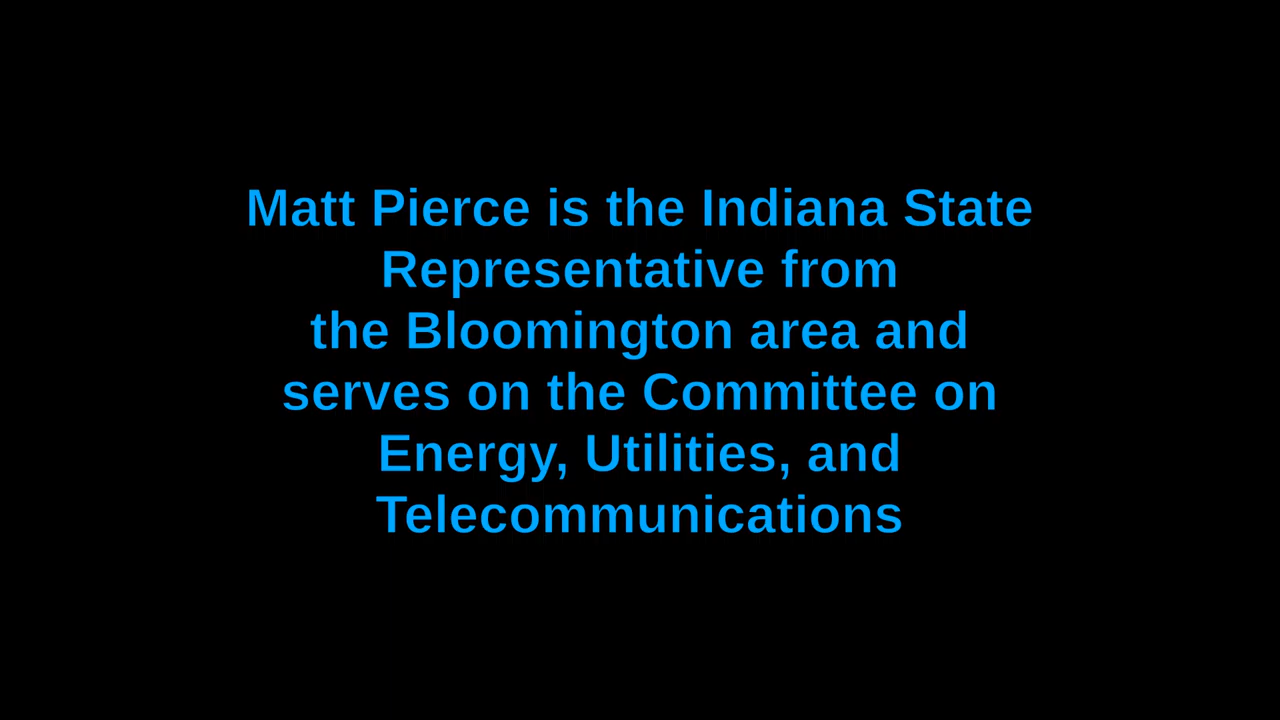 Matt Pierce is the Indiana State
Representative from
the Bloomington area and
serves on the Committee on
Energy, Utilities, and
Telecommunications